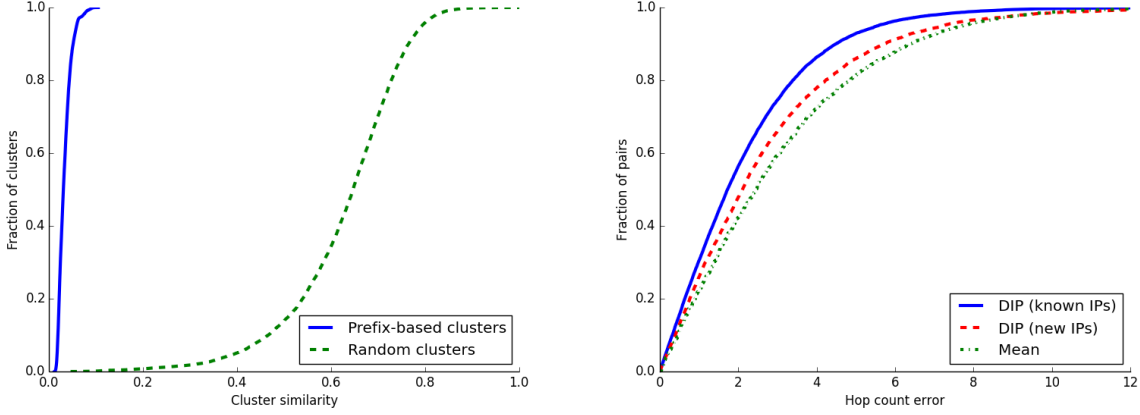 1.0
0.8
0.6
0.4
0.2
0.0
Fraction of clusters
0.0 0.2 0.4 0.6 0.8 1.0
Cluster similarity
Prefix-based clusters
Random clusters
1.0
0.8
0.6
0.4
0.2
0.0
Fraction of pairs
0 2 4 6 8 10 12
Hop count error
DIP (known IPs)
DIP (new IPs)
Mean